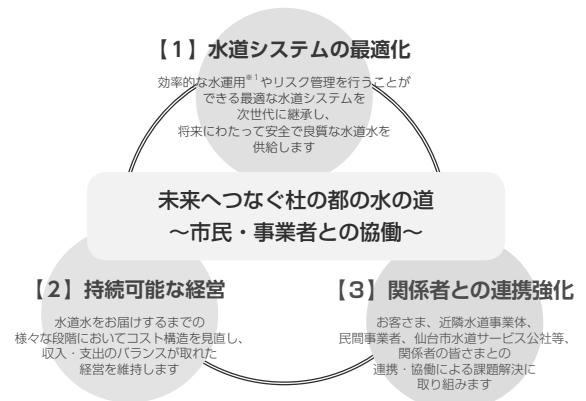 【1】水道システムの最適化
効率的な水運用※1やリスク管理を行うことが
できる最適な水道システムを
次世代に継承し、
将来にわたって安全で良質な水道水を
供給します
未来へつなぐ杜の都の水の道
〜市民・事業者との協働〜
【2】持続可能な経営
水道水をお届けするまでの
様々な段階においてコスト構造を見直し、
収入・支出のバランスが取れた
経営を維持します
【3】関係者との連携強化
お客さま、近隣水道事業体、
民間事業者、仙台市水道サービス公社等、
関係者の皆さまとの
連携・協働による課題解決に
取り組みます